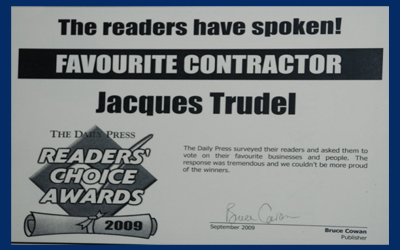 The readers have spoken!
FAVOURITE CONTRACTOR
Jacques Trudel
THE DAILY PRESS
READERS'
CHOICE
AWARDS
2009
The Daily Press surveyed their readers and asked them to
vote on their favourite businesses and people. The
response was tremendous and we couldn't be more proud
of the winners.
Bruce Cowan
September 2009
Bruce Cowan
Publisher